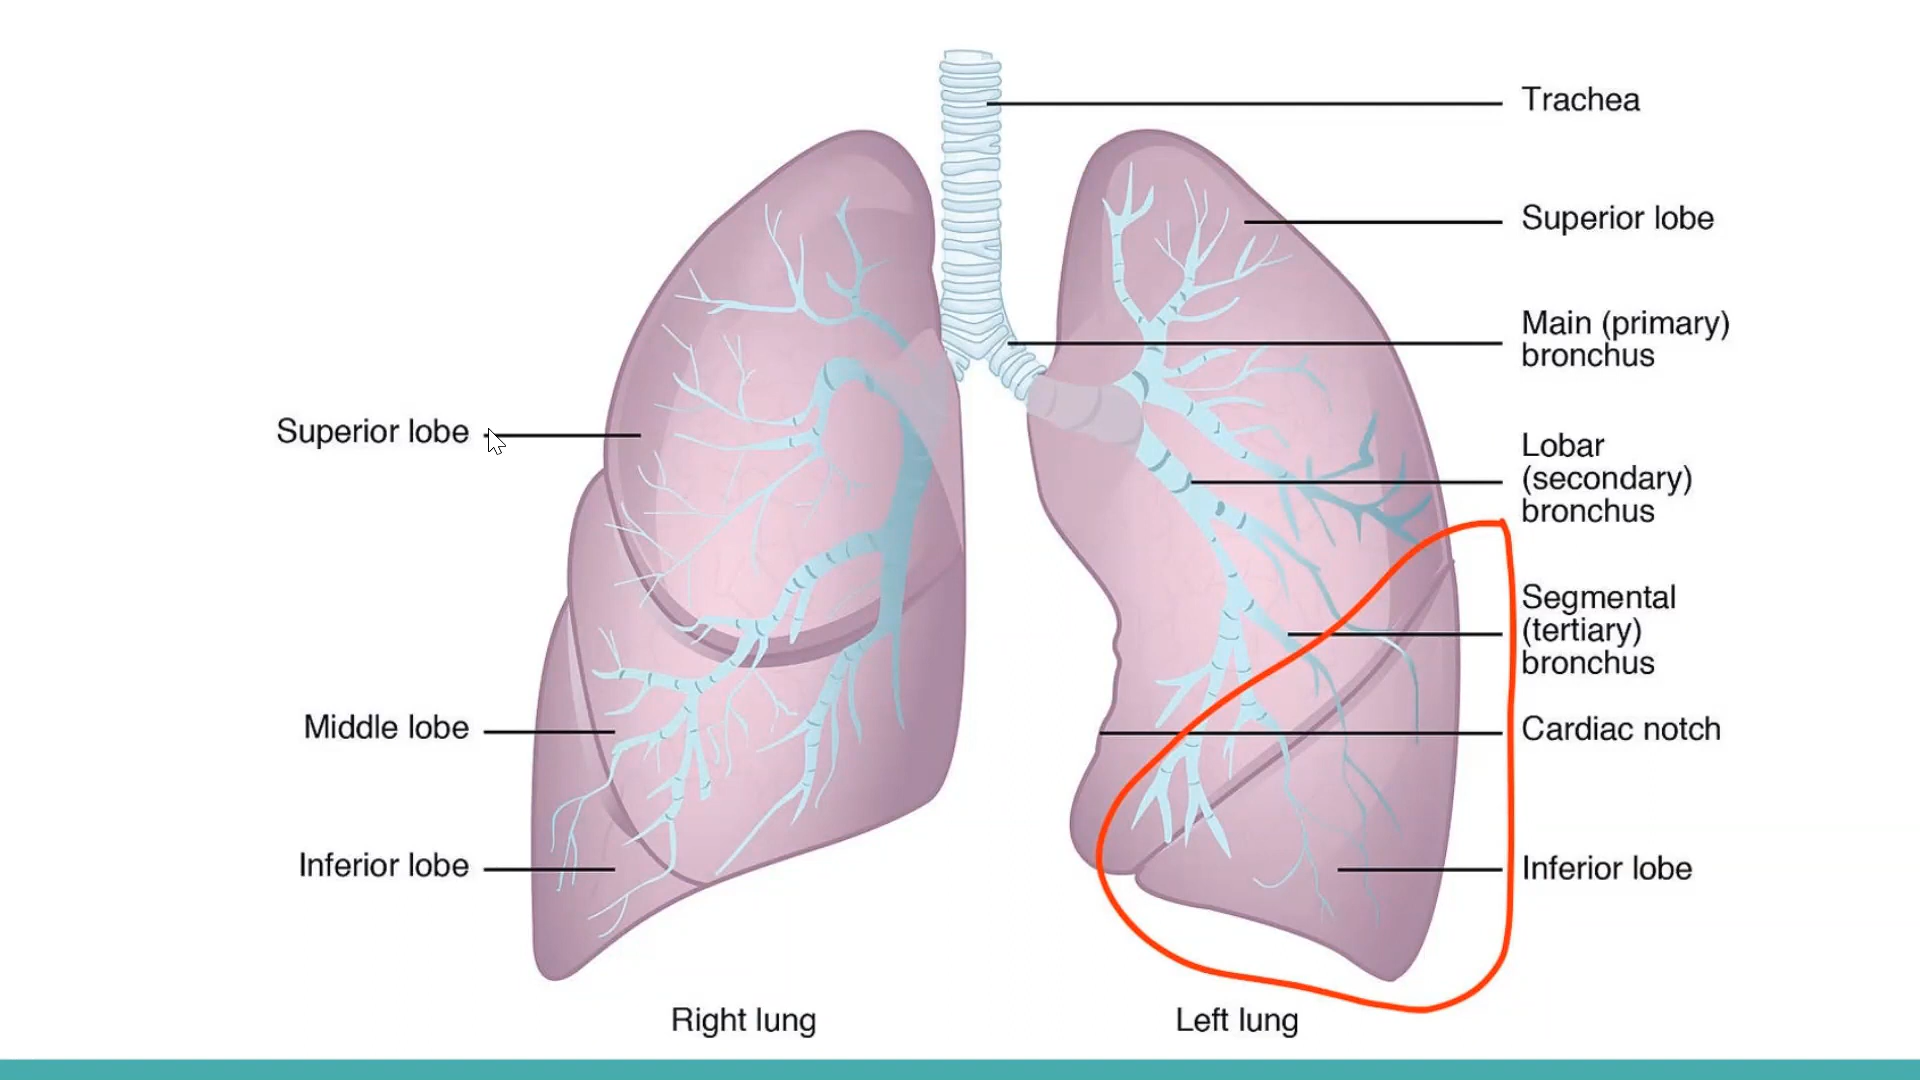 Trachea
Superior lobe
Main (primary)
bronchus
Superior lobe
Lobar
(secondary)
bronchus
Segmental
(tertiary)
bronchus
Middle lobe
Cardiac notch
Inferior lobe
Inferior lobe
Right lung
Left lung